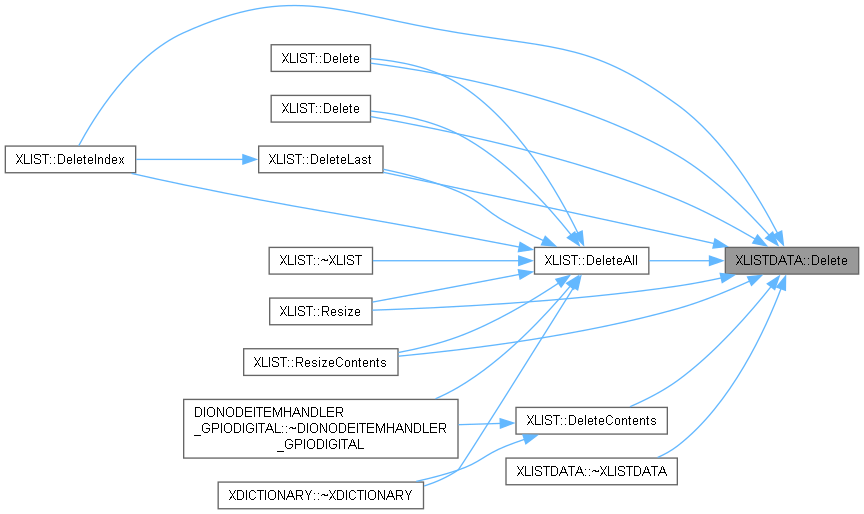 XLIST::Delete
XLIST::Delete
XLIST::DeleteIndex
XLIST::DeleteLast
XLIST::~XLIST
XLIST::DeleteAll
XLISTDATA::Delete
XLIST::Resize
XLIST::ResizeContents
DIONODEITEMHANDLER
_GPIODIGITAL::~DIONODEITEMHANDLER
_GPIODIGITAL
XLIST::DeleteContents
XLISTDATA::~XLISTDATA
XDICTIONARY::~XDICTIONARY